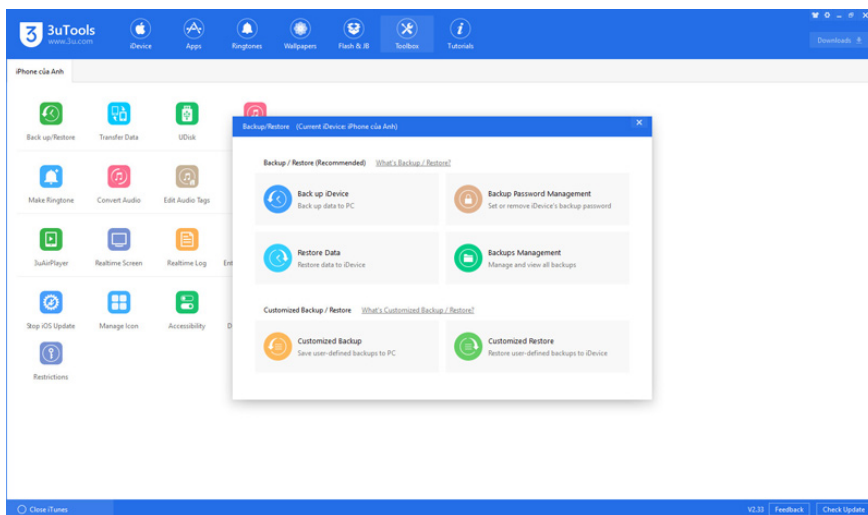 3uTools
www.3u.com
iDevice
Apps
Ringtones
Wallpapers
Flash & JB
Toolbox
Tutorials
Downloads
iPhone của Anh
Back up/Restore
Transfer Data
UDisk
Make Ringtone
Convert Audio
Edit Audio Tags
3uAirPlayer
Realtime Screen
Realtime Log
Ent
Stop iOS Update
Manage Icon
Accessibility
D
Restrictions
Backup/Restore (Current iDevice: iPhone của Anh)
Backup / Restore (Recommended) What's Backup / Restore?
Back up iDevice
Back up data to PC
Backup Password Management
Set or remove iDevice's backup password
Restore Data
Restore data to iDevice
Backups Management
Manage and view all backups
Customized Backup / Restore What's Customized Backup / Restore?
Customized Backup
Save user-defined backups to PC
Customized Restore
Restore user-defined backups to iDevice
Close iTunes
V2.33
Feedback
Check Update